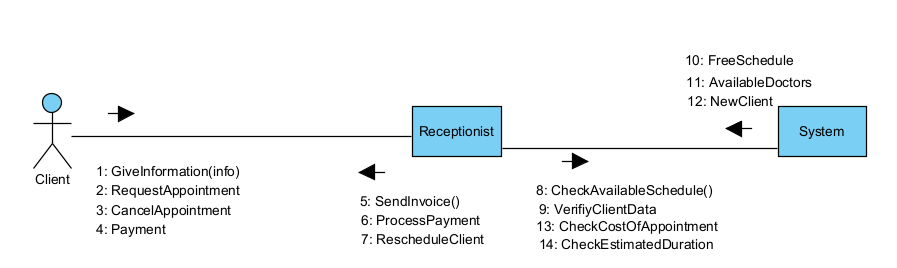 10: FreeSchedule
11: AvailableDoctors
12: NewClient
Receptionist
System
Client
1: GiveInformation(info)
2: RequestAppointment
3: CancelAppointment
4: Payment
5: SendInvoice()
6: ProcessPayment
7: RescheduleClient
8: CheckAvailableSchedule()
9: VerifiyClientData
13: CheckCostOfAppointment
14: CheckEstimatedDuration